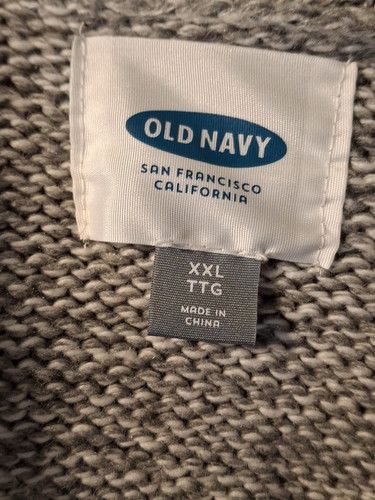 OLD NAVY
SAN FRANCISCO
CALIFORNIA
XXL
TTG
MADE IN
CHINA